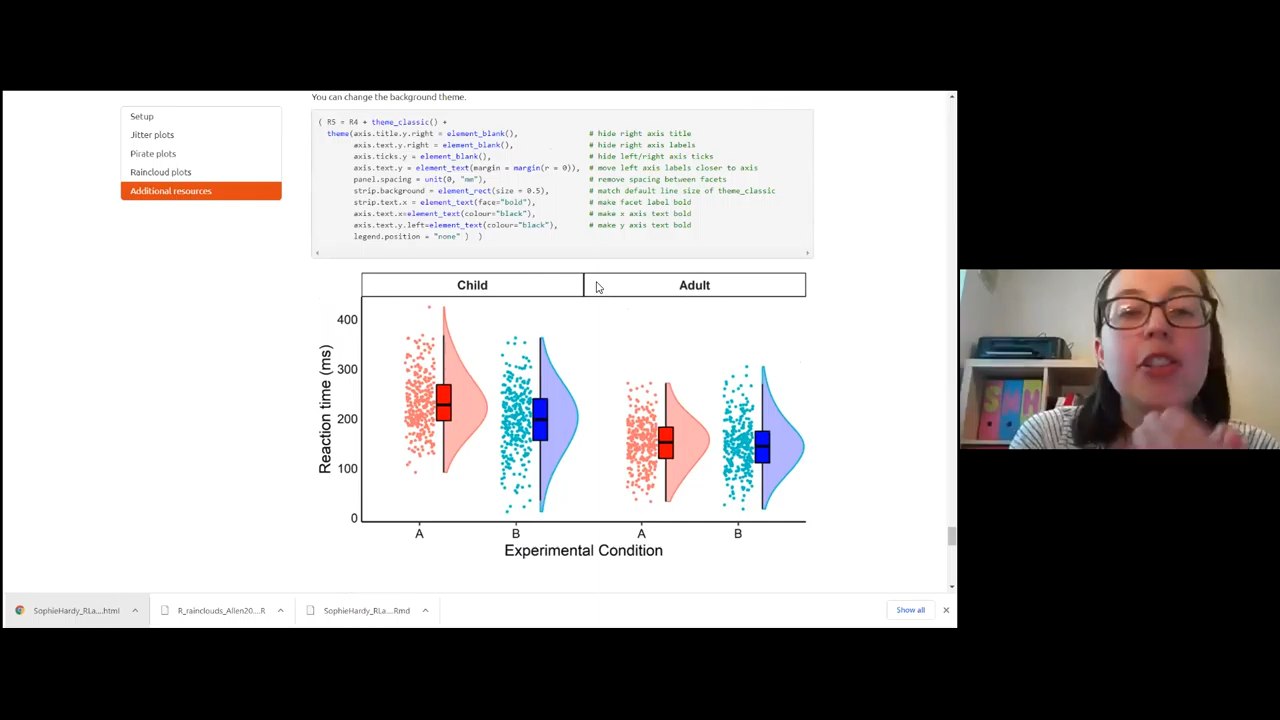 You can change the background theme.
Setup
Jitter plots
Pirate plots
Raincloud plots
Additional resources
( R5 = R4 + theme_classic() +
theme(axis.title.y.right = element_blank(), # hide right axis title
axis.text.y.right = element_blank(), # hide right axis labels
axis.ticks.y = element_blank(), # hide left/right axis ticks
axis.text.y = element_text(margin = margin(r = 0)), # move left axis labels closer to axis
panel.spacing = unit(0, "mm"), # remove spacing between facets
strip.background = element_rect(size = 0.5), # match default line size of theme_classic
strip.text.x = element_text(face="bold"), # make facet label bold
axis.text.x=element_text(colour="black"), # make x axis text bold
axis.text.y.left=element_text(colour="black"), # make y axis text bold
legend.position = "none" ) )
Child Adult
400
300
200
100
0
Reaction time (ms)
A B A B
Experimental Condition
SMH
SophieHardy_RLa....html R_rainclouds_Allen20....R SophieHardy_RLa....Rmd Show all